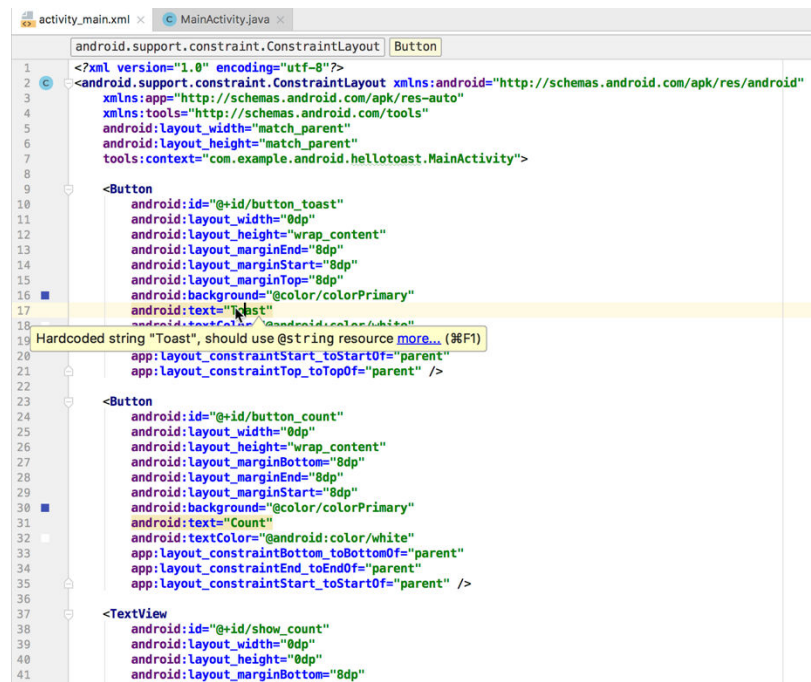 activity_main.xml × C MainActivity.java ×
android.support.constraint.ConstraintLayout Button
1 <?xml version="1.0" encoding="utf-8"?>
2 C <android.support.constraint.ConstraintLayout xmlns:android="http://schemas.android.com/apk/res/android"
3 xmlns:app="http://schemas.android.com/apk/res-auto"
4 xmlns:tools="http://schemas.android.com/tools"
5 android:layout_width="match_parent"
6 android:layout_height="match_parent"
7 tools:context="com.example.android.hellotoast.MainActivity">
8
9 <Button
10 android:id="@+id/button_toast"
11 android:layout_width="0dp"
12 android:layout_height="wrap_content"
13 android:layout_marginEnd="8dp"
14 android:layout_marginStart="8dp"
15 android:layout_marginTop="8dp"
16 android:background="@color/colorPrimary"
17 android:text="Toast"
18 android:textColor="@android:color/white"
19 Hardcoded string "Toast", should use @string resource more... (⌘F1)
20 app:layout_constraintStart_toStartOf="parent"
21 app:layout_constraintTop_toTopOf="parent" />
22
23 <Button
24 android:id="@+id/button_count"
25 android:layout_width="0dp"
26 android:layout_height="wrap_content"
27 android:layout_marginBottom="8dp"
28 android:layout_marginEnd="8dp"
29 android:layout_marginStart="8dp"
30 android:background="@color/colorPrimary"
31 android:text="Count"
32 android:textColor="@android:color/white"
33 app:layout_constraintBottom_toBottomOf="parent"
34 app:layout_constraintEnd_toEndOf="parent"
35 app:layout_constraintStart_toStartOf="parent" />
36
37 <TextView
38 android:id="@+id/show_count"
39 android:layout_width="0dp"
40 android:layout_height="0dp"
41 android:layout_marginBottom="8dp"